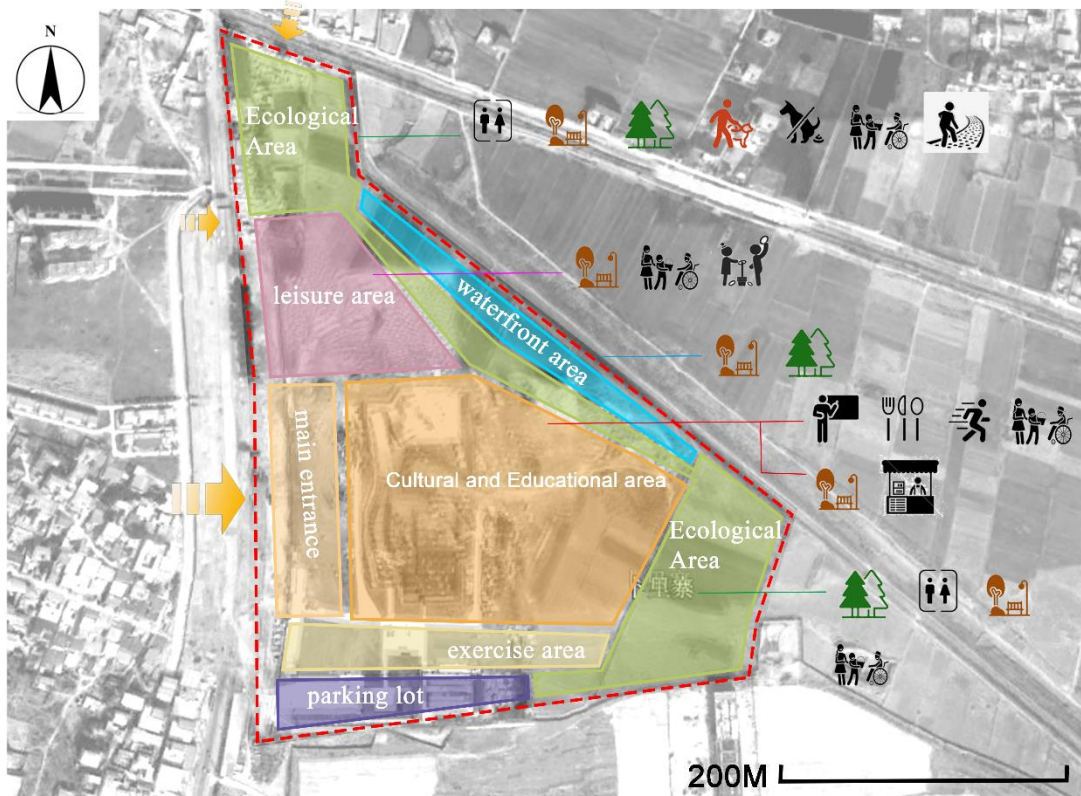 N
Ecological
Area
leisure area
waterfront area
main entrance
Cultural and Educational area
Ecological
Area
exercise area
parking lot
200M